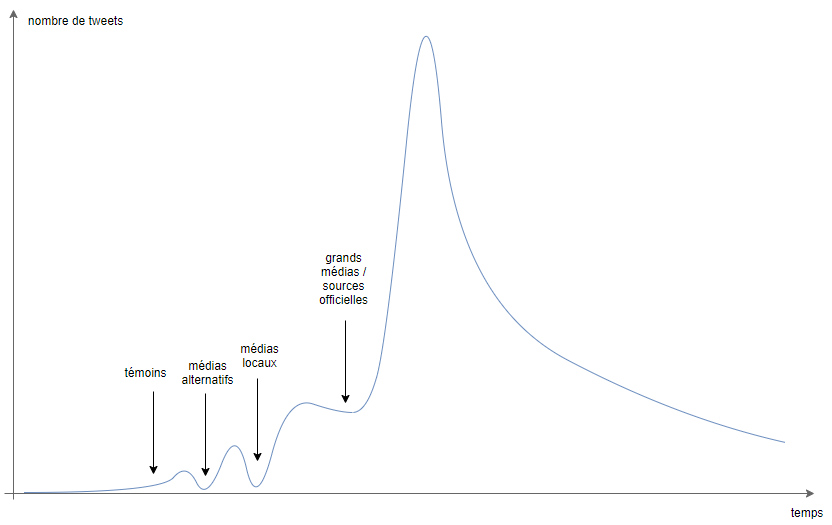 nombre de tweets
grands
médias /
sources
officielles
médias
locaux
médias
alternatifs
témoins
temps